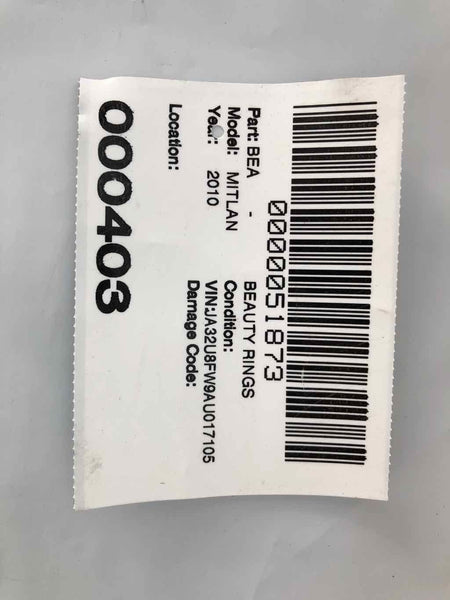 0000051873
Part: BEA - BEAUTY RINGS
Model: MITLAN Condition:
Year: 2010 VIN:JA32U8FW9AU017105
Damage Code:
Location:
000403